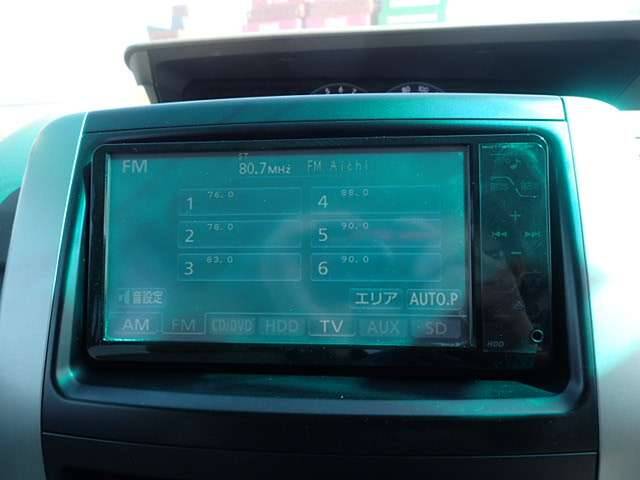 FM
ST
80.7MHz FM Aichi
1 76.0
4 88.0
2 78.0
5 90.0
3 83.0
6 90.0
音設定
エリア
AUTO.P
AM FM CD/DVD HDD TV AUX SD
HDD